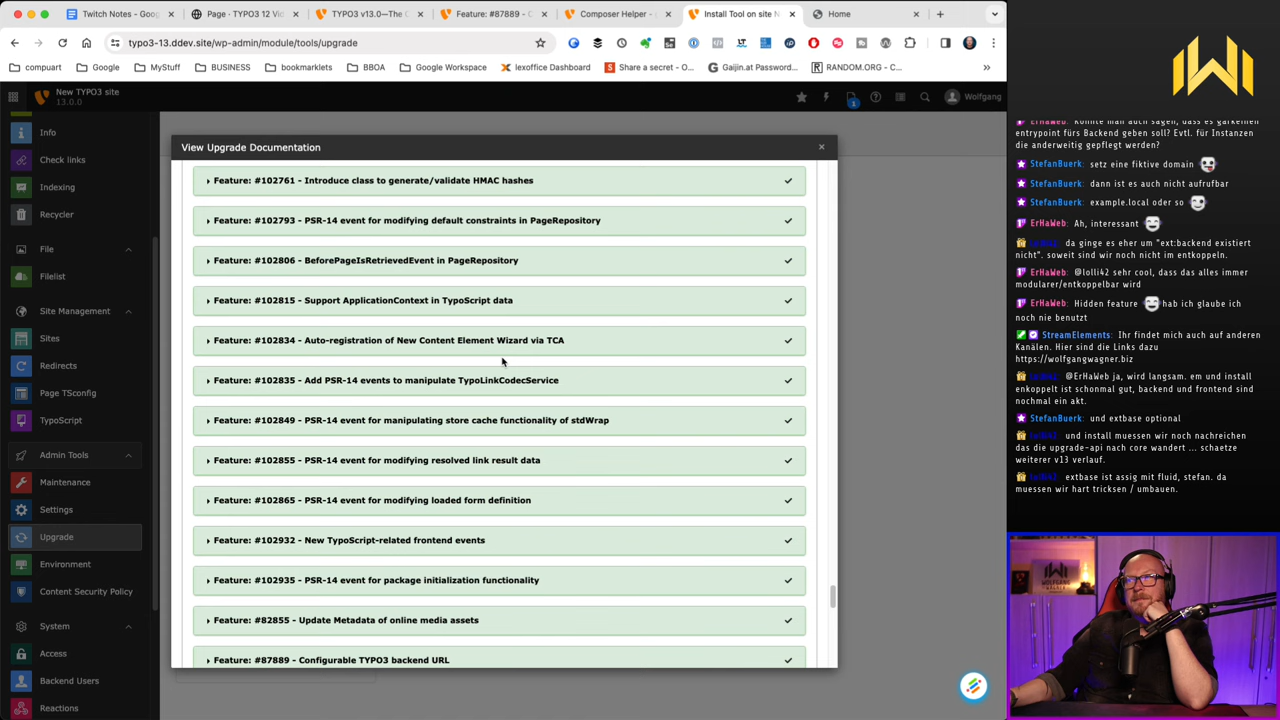 Twitch Notes - Goog
Page · TYPO3 12 Vid
TYPO3 v13.0—The C
Feature: #87889 - C
Composer Helper -
Install Tool on site N
Home
typo3-13.ddev.site/wp-admin/module/tools/upgrade
compuart
Google
MyStuff
BUSINESS
bookmarklets
BBOA
Google Workspace
lexoffice Dashboard
Share a secret - O...
Gaijin.at Password...
RANDOM.ORG - C...
New TYPO3 site
13.0.0
1
Wolfgang
Info
Check links
Indexing
Recycler
File
Filelist
Site Management
Sites
Redirects
Page TSconfig
TypoScript
Admin Tools
Maintenance
Settings
Upgrade
Environment
Content Security Policy
System
Access
Backend Users
Reactions
View Upgrade Documentation
Feature: #102761 - Introduce class to generate/validate HMAC hashes
Feature: #102793 - PSR-14 event for modifying default constraints in PageRepository
Feature: #102806 - BeforePageIsRetrievedEvent in PageRepository
Feature: #102815 - Support ApplicationContext in TypoScript data
Feature: #102834 - Auto-registration of New Content Element Wizard via TCA
Feature: #102835 - Add PSR-14 events to manipulate TypoLinkCodecService
Feature: #102849 - PSR-14 event for manipulating store cache functionality of stdWrap
Feature: #102855 - PSR-14 event for modifying resolved link result data
Feature: #102865 - PSR-14 event for modifying loaded form definition
Feature: #102932 - New TypoScript-related frontend events
Feature: #102935 - PSR-14 event for package initialization functionality
Feature: #82855 - Update Metadata of online media assets
Feature: #87889 - Configurable TYPO3 backend URL
ErHaWeb: Könnte man auch sagen, dass es garkeinen
entrypoint fürs Backend geben soll? Evtl. für Instanzen
die anderweitig gepflegt werden?
StefanBuerk: setz eine fiktive domain
StefanBuerk: dann ist es auch nicht aufrufbar
StefanBuerk: example.local oder so
ErHaWeb: Ah, interessant
lolli42: da ginge es eher um "ext:backend existiert
nicht". soweit sind wir noch nicht im entkoppeln.
ErHaWeb: @lolli42 sehr cool, dass das alles immer
modularer/entkoppelbar wird
ErHaWeb: Hidden feature hab ich glaube ich
noch nie benutzt
StreamElements: Ihr findet mich auch auf anderen
Kanälen. Hier sind die Links dazu
https://wolfgangwagner.biz
lolli42: @ErHaWeb ja, wird langsam. em und install
enkoppelt ist schonmal gut, backend und frontend sind
nochmal ein akt.
StefanBuerk: und extbase optional
lolli42: und install muessen wir noch nachreichen
das die upgrade-api nach core wandert ... schaetze
weiterer v13 verlauf.
lolli42: extbase ist assig mit fluid, stefan. da
muessen wir hart tricksen / umbauen.